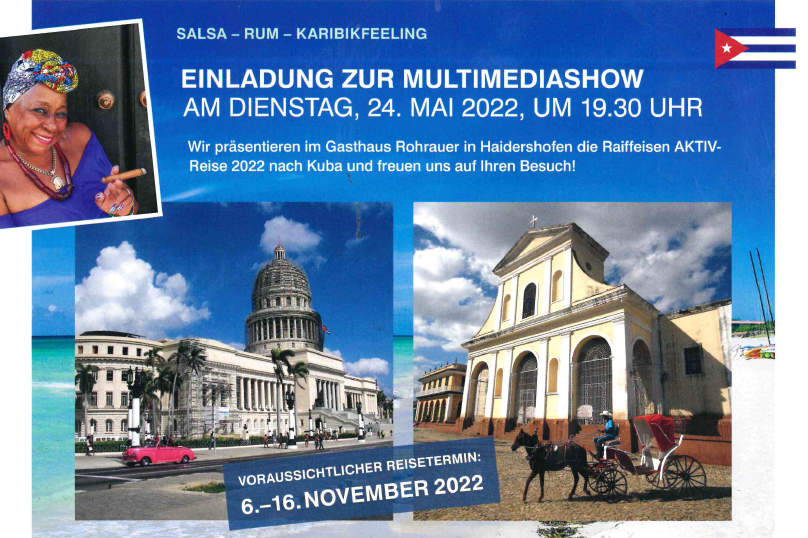 SALSA – RUM – KARIBIKFEELING
EINLADUNG ZUR MULTIMEDIASHOW
AM DIENSTAG, 24. MAI 2022, UM 19.30 UHR
Wir präsentieren im Gasthaus Rohrauer in Haidershofen die Raiffeisen AKTIV-
Reise 2022 nach Kuba und freuen uns auf Ihren Besuch!
VORAUSSICHTLICHER REISETERMIN:
6.–16. NOVEMBER 2022